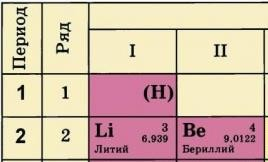 Период Ряд I II
1 1 (H)
2 2 Li 3 6,939 Литий Be 4 9,0122 Бериллий